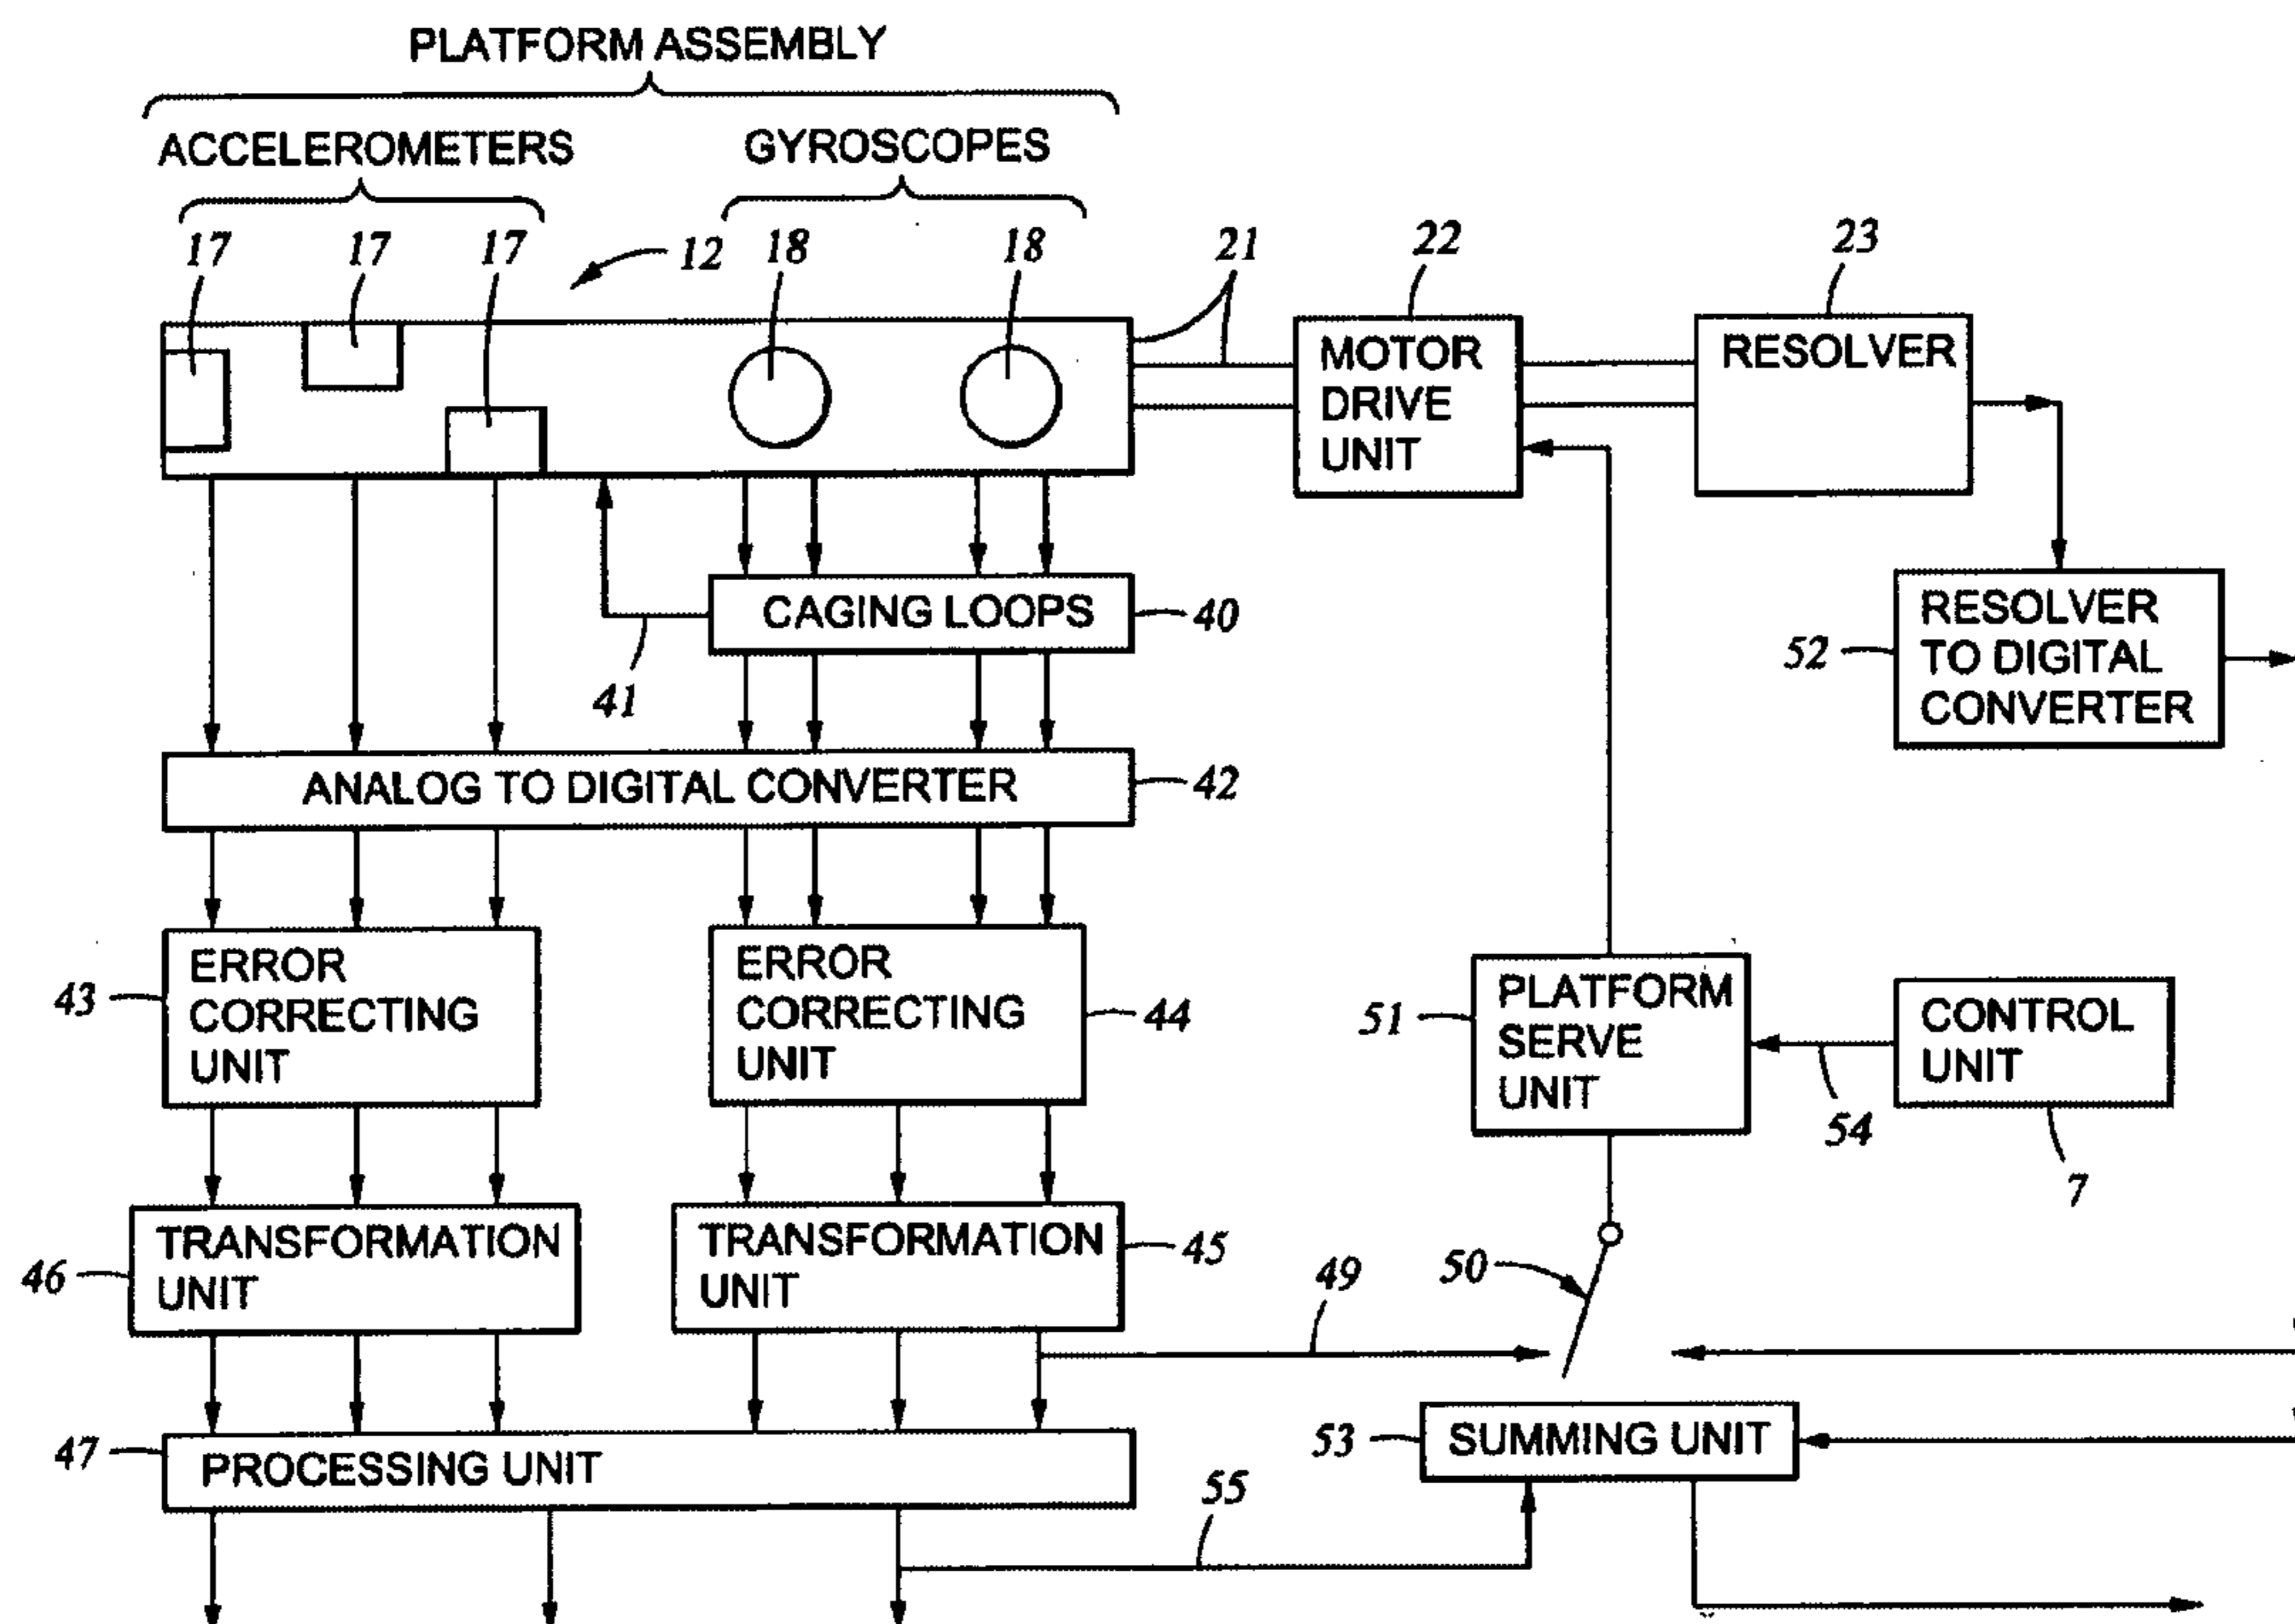 PLATFORM ASSEMBLY
ACCELEROMETERS
GYROSCOPES
17
17
17
12
18
18
21
22
23
MOTOR
DRIVE
UNIT
RESOLVER
CAGING LOOPS
40
41
RESOLVER
TO DIGITAL
CONVERTER
52
ANALOG TO DIGITAL CONVERTER
42
43
ERROR
CORRECTING
UNIT
ERROR
CORRECTING
UNIT
44
51
PLATFORM
SERVE
UNIT
CONTROL
UNIT
54
7
46
TRANSFORMATION
UNIT
TRANSFORMATION
UNIT
45
49
50
47
PROCESSING UNIT
53
SUMMING UNIT
55